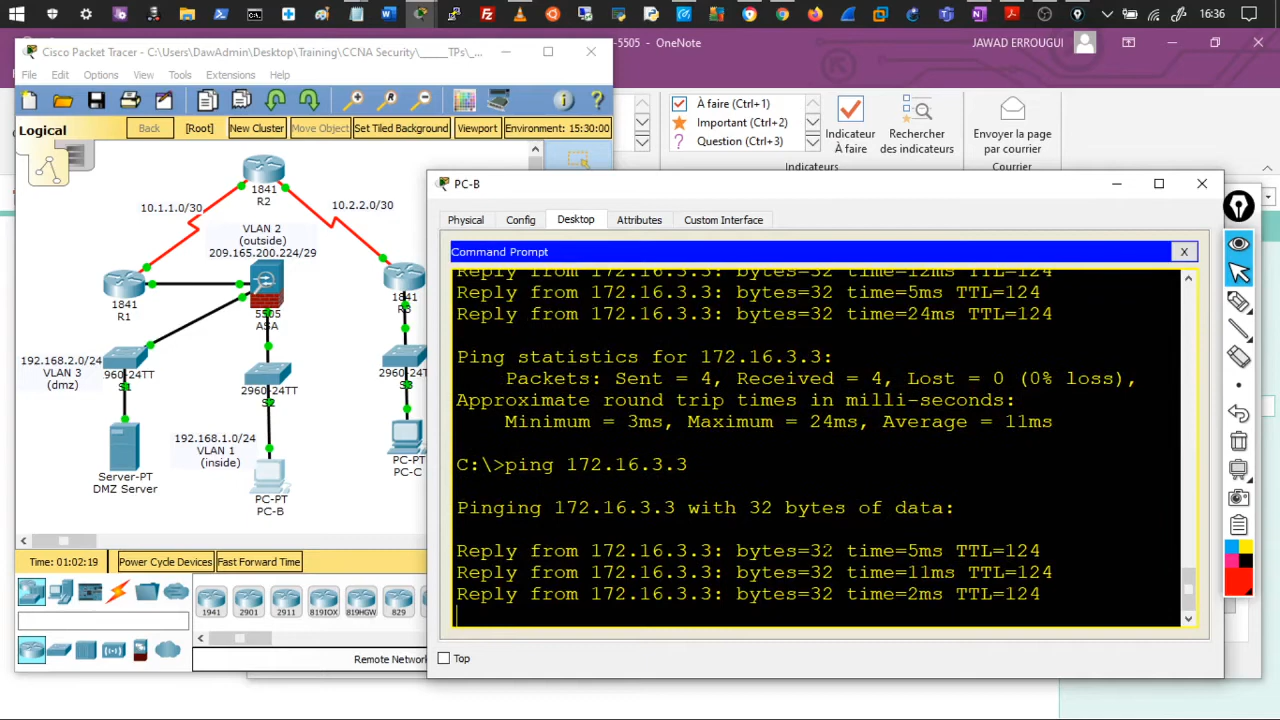 16:36
Cisco Packet Tracer - C:\Users\DawAdmin\Desktop\Training\CCNA Security\_____TPs\_...
-5505 - OneNote
JAWAD ERROUGUI
File Edit Options View Tools Extensions Help
À faire (Ctrl+1)
Important (Ctrl+2)
Question (Ctrl+3)
Indicateur
À faire
Rechercher
des indicateurs
Indicateurs
Envoyer la page
par courrier
Courrier
Logical Back [Root] New Cluster Move Object Set Tiled Background Viewport Environment: 15:30:00
1841
R2
10.1.1.0/30
10.2.2.0/30
VLAN 2
(outside)
209.165.200.224/29
1841
R1
5505
ASA
1841
R3
192.168.2.0/24
VLAN 3
(dmz)
960-24TT
S1
2960-24TT
S2
2960-24TT
S3
192.168.1.0/24
VLAN 1
(inside)
Server-PT
DMZ Server
PC-PT
PC-B
PC-PT
PC-C
Time: 01:02:19 Power Cycle Devices Fast Forward Time
1941 2901 2911 819IOX 819HGW 829
Remote Network
PC-B
Physical Config Desktop Attributes Custom Interface
Command Prompt X
Reply from 172.16.3.3: bytes=32 time=12ms TTL=124
Reply from 172.16.3.3: bytes=32 time=5ms TTL=124
Reply from 172.16.3.3: bytes=32 time=24ms TTL=124
Ping statistics for 172.16.3.3:
Packets: Sent = 4, Received = 4, Lost = 0 (0% loss),
Approximate round trip times in milli-seconds:
Minimum = 3ms, Maximum = 24ms, Average = 11ms
C:\>ping 172.16.3.3
Pinging 172.16.3.3 with 32 bytes of data:
Reply from 172.16.3.3: bytes=32 time=5ms TTL=124
Reply from 172.16.3.3: bytes=32 time=11ms TTL=124
Reply from 172.16.3.3: bytes=32 time=2ms TTL=124
Top